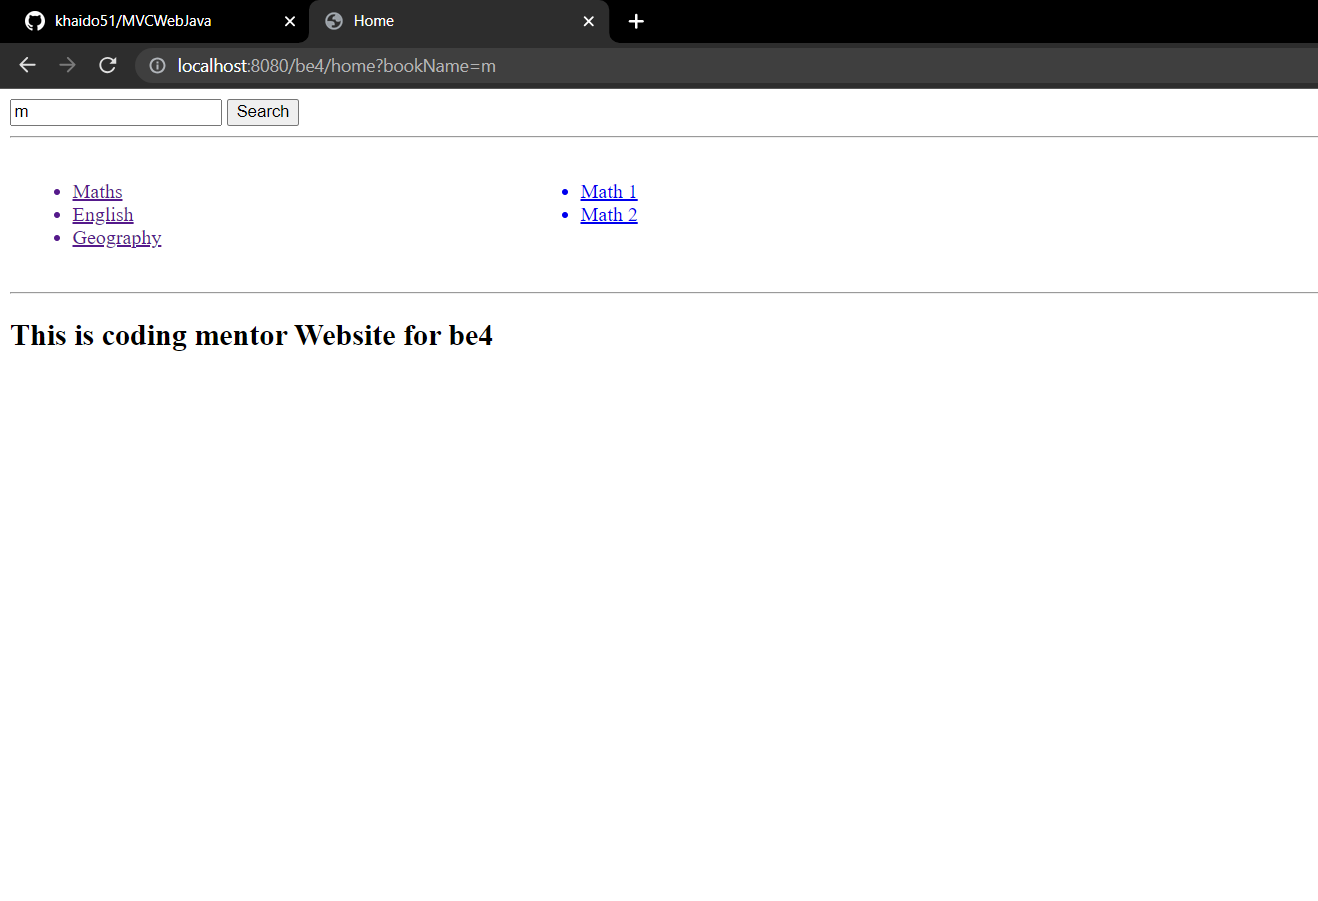 khaido51/MVCWebJava
Home
localhost:8080/be4/home?bookName=m
m Search
Maths
English
Geography
Math 1
Math 2
This is coding mentor Website for be4